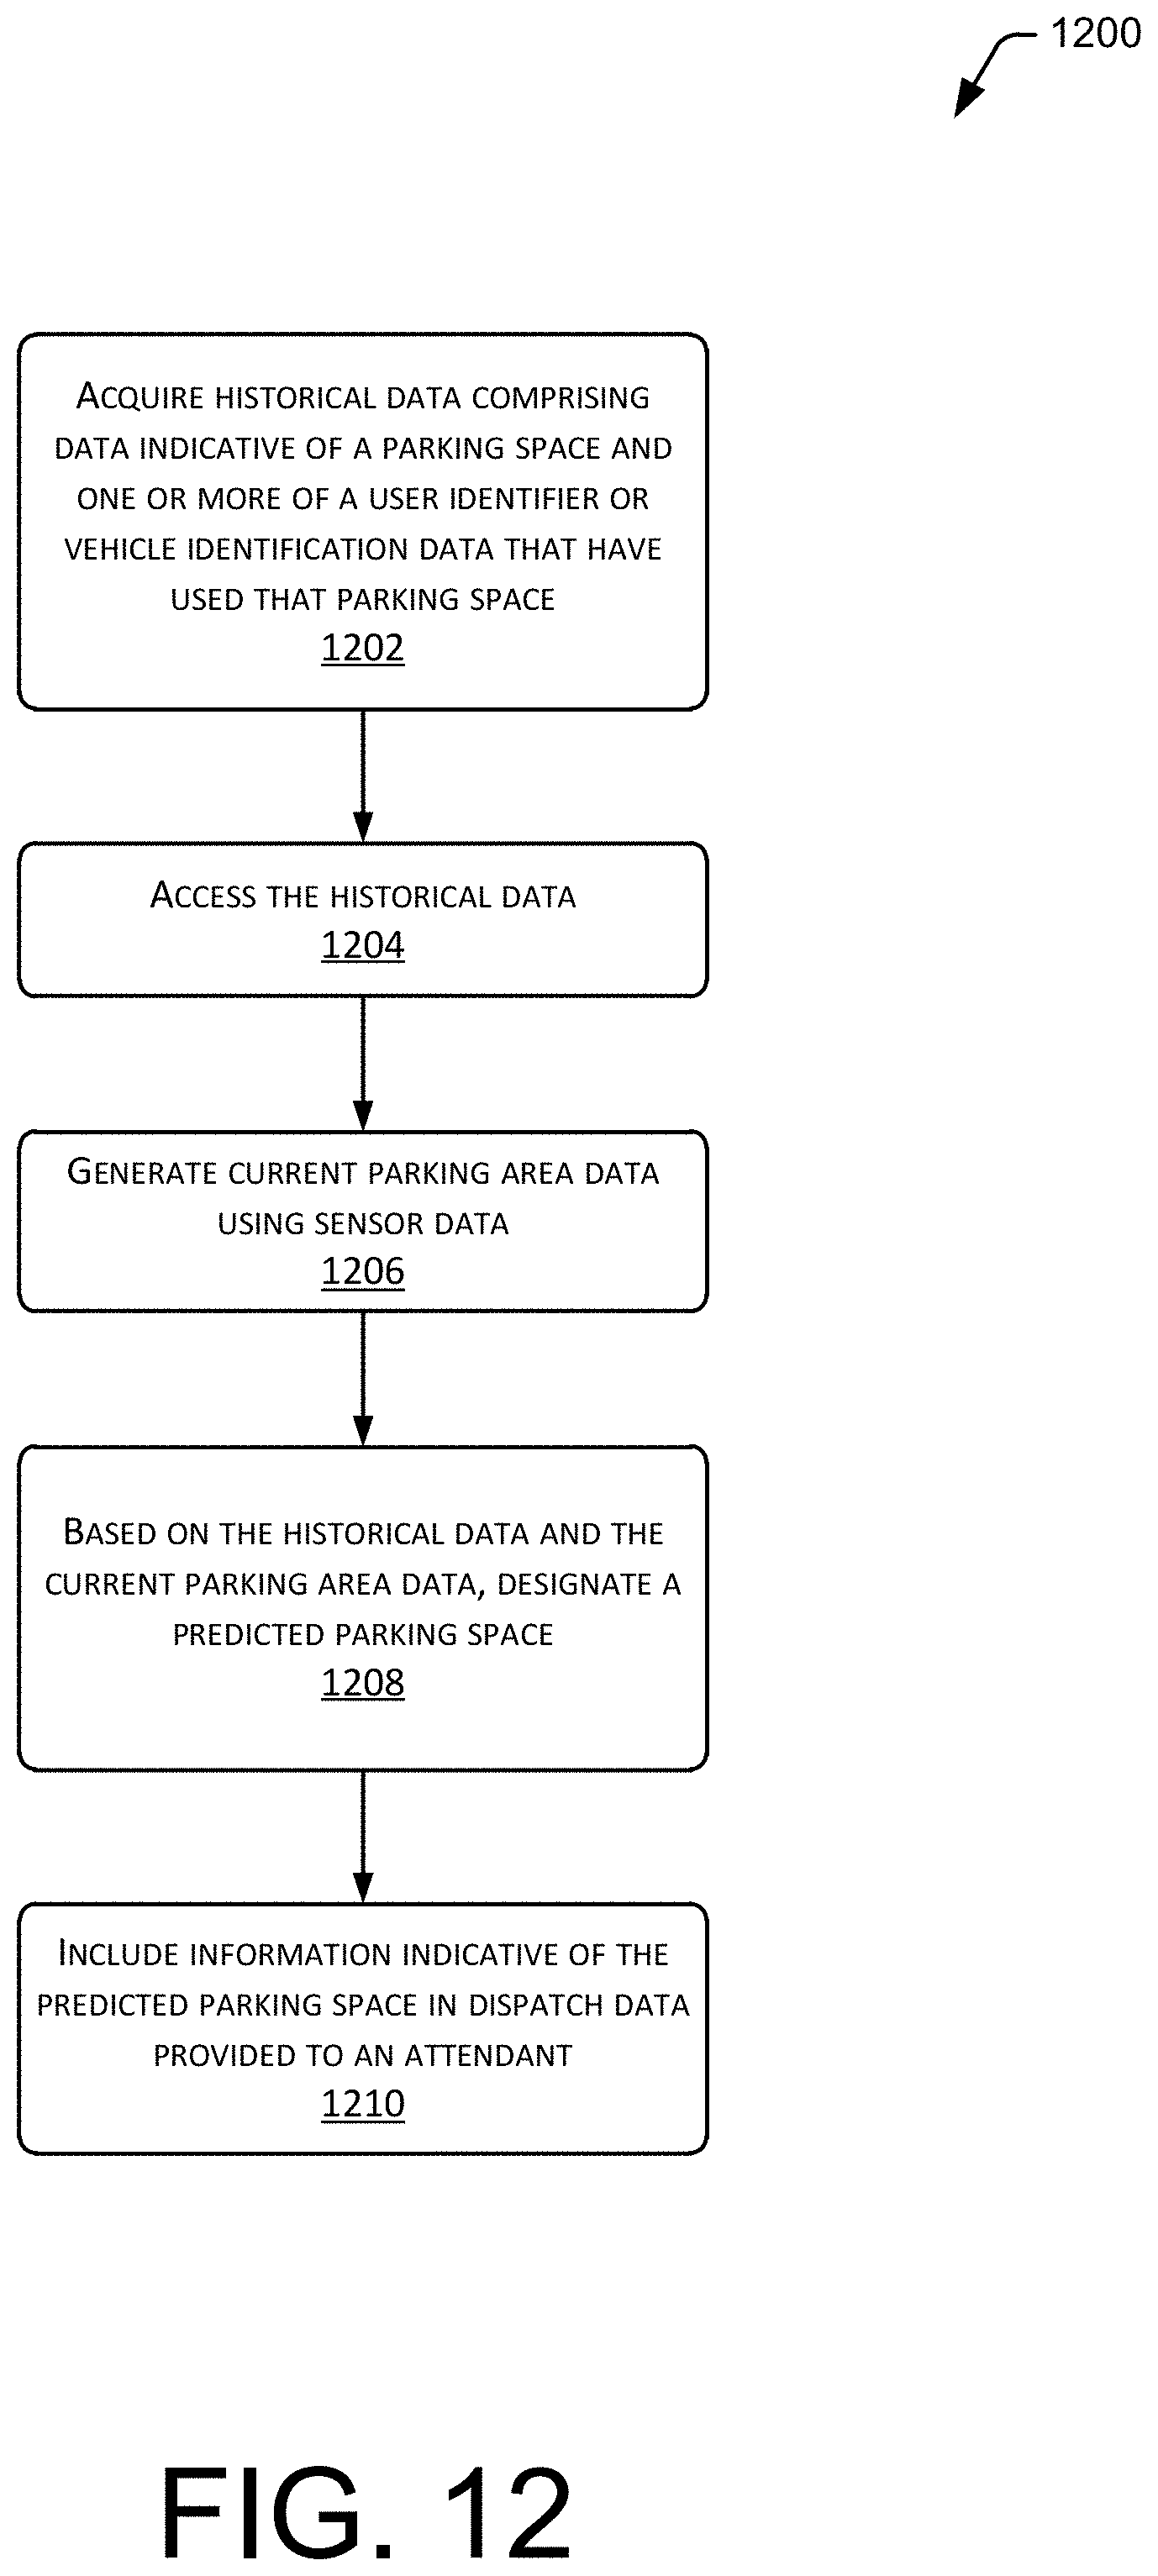 1200
Acquire historical data comprising
data indicative of a parking space and
one or more of a user identifier or
vehicle identification data that have
used that parking space
1202
Access the historical data
1204
Generate current parking area data
using sensor data
1206
Based on the historical data and the
current parking area data, designate a
predicted parking space
1208
Include information indicative of the
predicted parking space in dispatch data
provided to an attendant
1210
FIG. 12